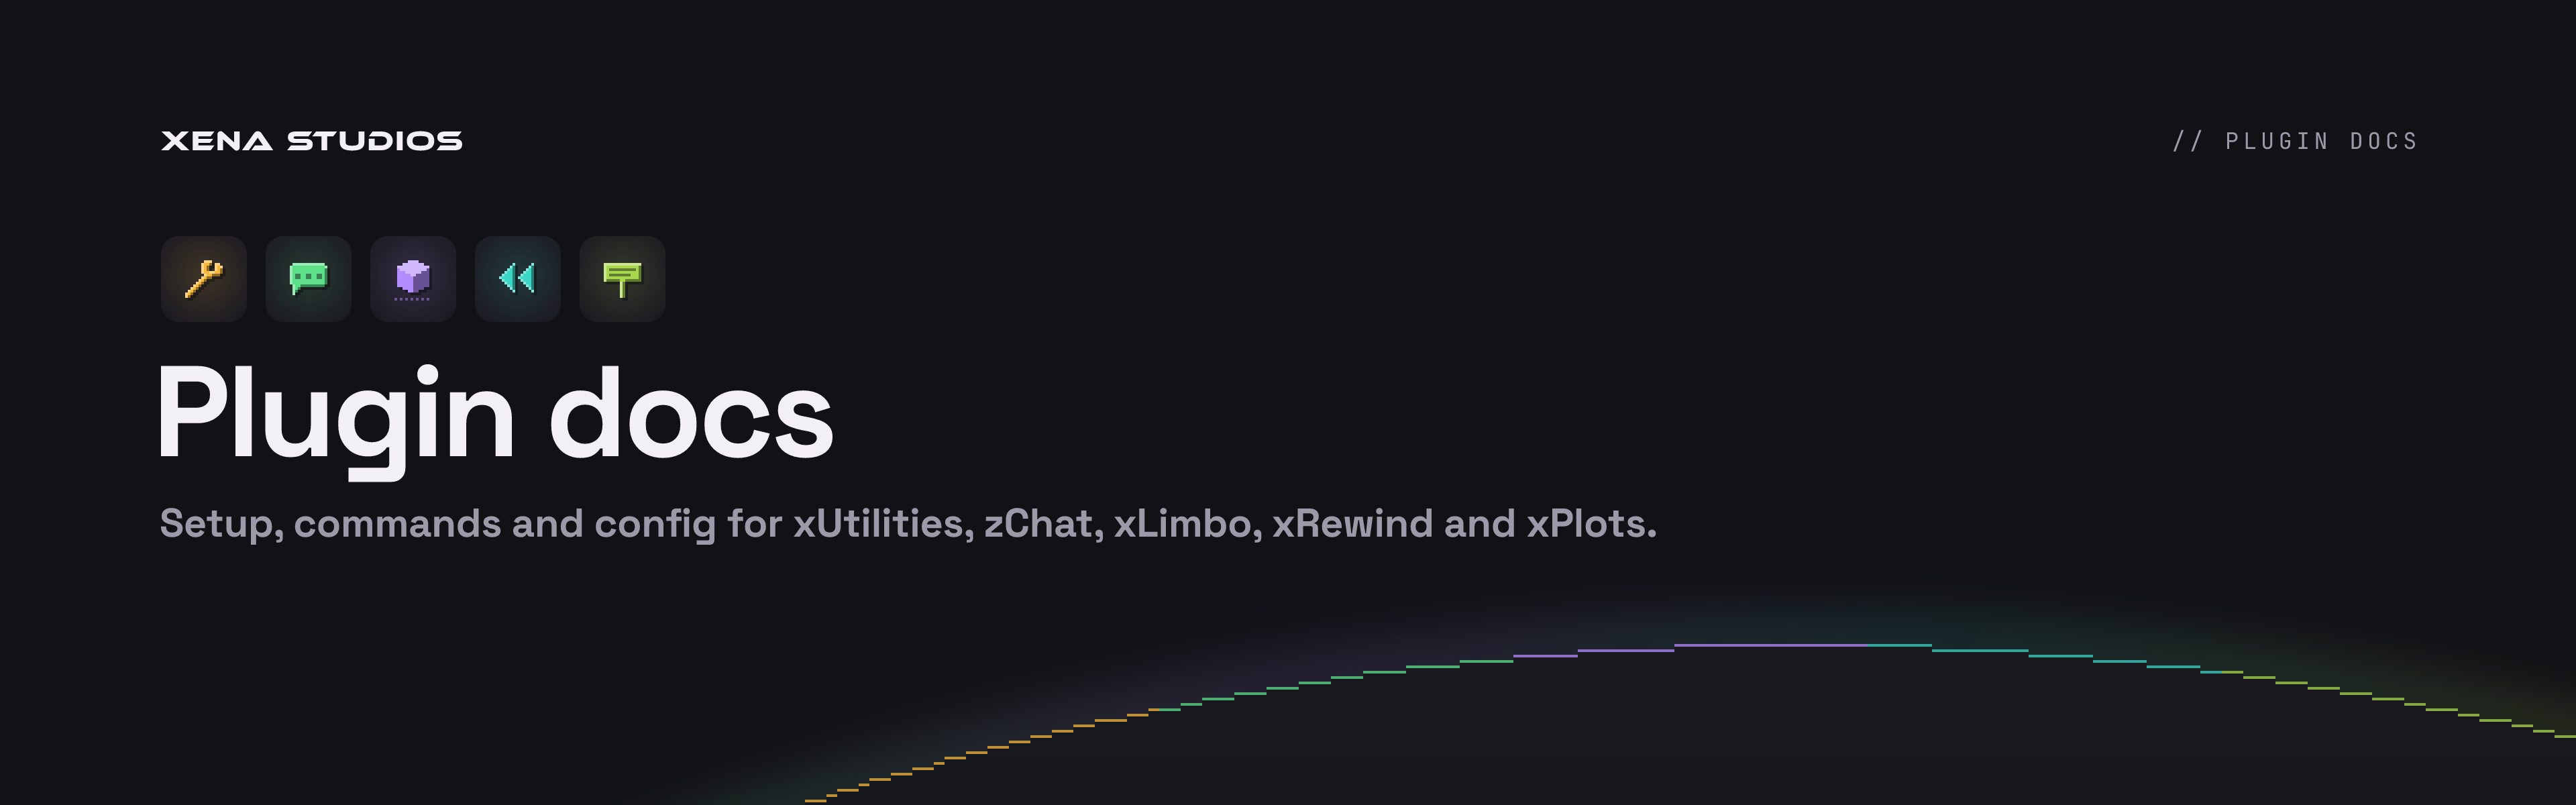 XENA STUDIOS
// PLUGIN DOCS
Plugin docs
Setup, commands and config for xUtilities, zChat, xLimbo, xRewind and xPlots.